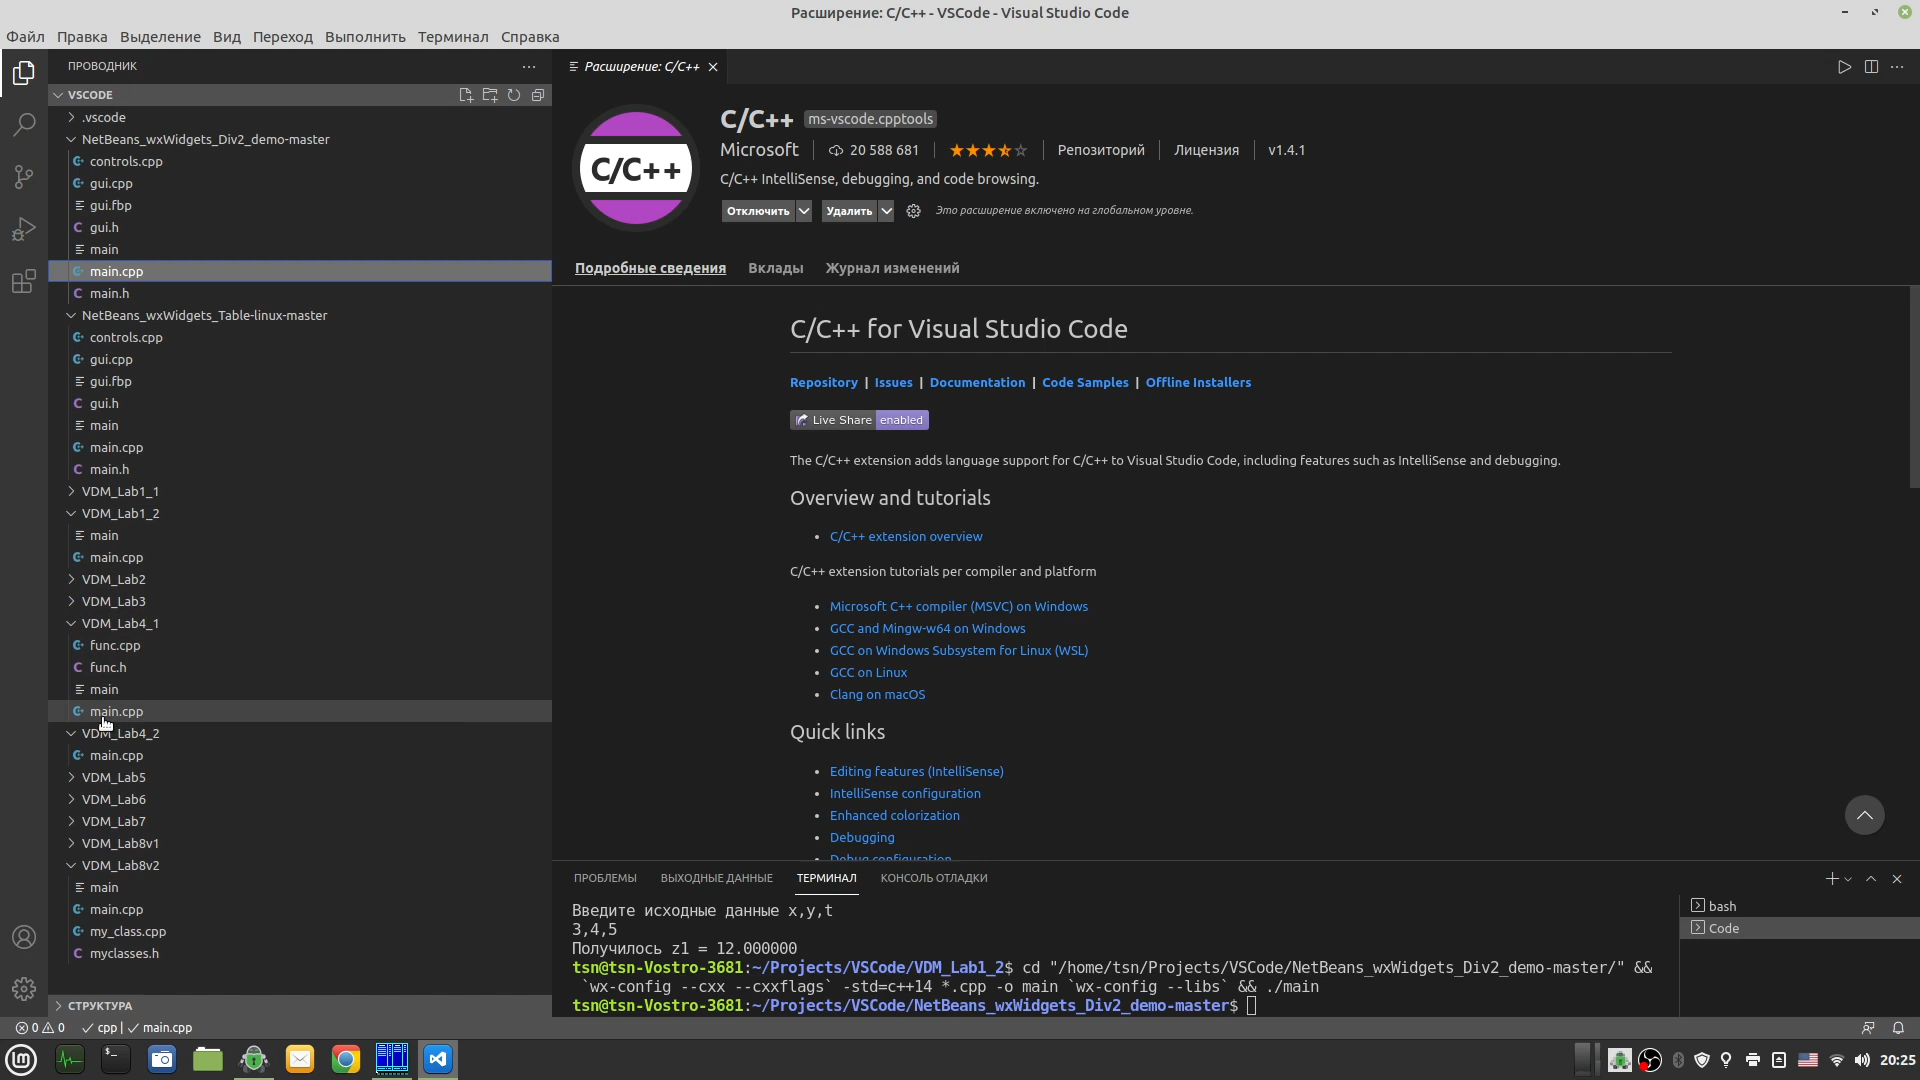 Расширение: C/C++ - VSCode - Visual Studio Code
Файл Правка Выделение Вид Переход Выполнить Терминал Справка
ПРОВОДНИК
VSCODE
.vscode
NetBeans_wxWidgets_Div2_demo-master
controls.cpp
gui.cpp
gui.fbp
gui.h
main
main.cpp
main.h
NetBeans_wxWidgets_Table-linux-master
controls.cpp
gui.cpp
gui.fbp
gui.h
main
main.cpp
main.h
VDM_Lab1_1
VDM_Lab1_2
main
main.cpp
VDM_Lab2
VDM_Lab3
VDM_Lab4_1
func.cpp
func.h
main
main.cpp
VDM_Lab4_2
main.cpp
VDM_Lab5
VDM_Lab6
VDM_Lab7
VDM_Lab8v1
VDM_Lab8v2
main
main.cpp
my_class.cpp
myclasses.h
СТРУКТУРА
Расширение: C/C++
C/C++
C/C++ ms-vscode.cpptools
Microsoft 20 588 681 Репозиторий Лицензия v1.4.1
C/C++ IntelliSense, debugging, and code browsing.
Отключить Удалить Это расширение включено на глобальном уровне.
Подробные сведения Вклады Журнал изменений
C/C++ for Visual Studio Code
Repository | Issues | Documentation | Code Samples | Offline Installers
Live Share enabled
The C/C++ extension adds language support for C/C++ to Visual Studio Code, including features such as IntelliSense and debugging.
Overview and tutorials
• C/C++ extension overview
C/C++ extension tutorials per compiler and platform
• Microsoft C++ compiler (MSVC) on Windows
• GCC and Mingw-w64 on Windows
• GCC on Windows Subsystem for Linux (WSL)
• GCC on Linux
• Clang on macOS
Quick links
• Editing features (IntelliSense)
• IntelliSense configuration
• Enhanced colorization
• Debugging
• Debug configuration
ПРОБЛЕМЫ ВЫХОДНЫЕ ДАННЫЕ ТЕРМИНАЛ КОНСОЛЬ ОТЛАДКИ
Введите исходные данные x,y,t
3,4,5
Получилось z1 = 12.000000
tsn@tsn-Vostro-3681:~/Projects/VSCode/VDM_Lab1_2$ cd "/home/tsn/Projects/VSCode/NetBeans_wxWidgets_Div2_demo-master/" &&
`wx-config --cxx --cxxflags` -std=c++14 *.cpp -o main `wx-config --libs` && ./main
tsn@tsn-Vostro-3681:~/Projects/VSCode/NetBeans_wxWidgets_Div2_demo-master$
bash
Code
0 0 cpp | main.cpp
20:25